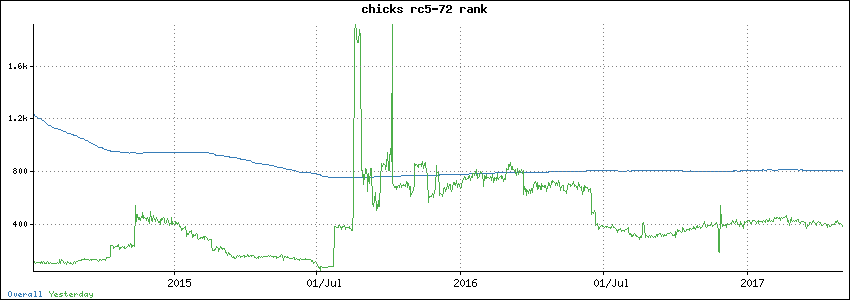 chicks rc5-72 rank
1.6k
1.2k
800
400
2015 01/Jul 2016 01/Jul 2017
Overall Yesterday